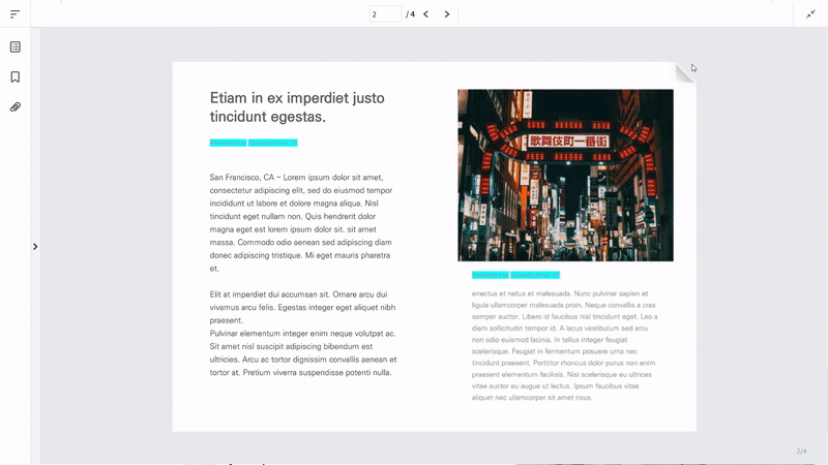 2
/ 4
Etiam in ex imperdiet justo
tincidunt egestas.
San Francisco, CA – Lorem ipsum dolor sit amet,
consectetur adipiscing elit, sed do eiusmod tempor
incididunt ut labore et dolore magna aliqua. Nisl
tincidunt eget nullam non. Quis hendrerit dolor
magna eget est lorem ipsum dolor sit. sit amet
massa. Commodo odio aenean sed adipiscing diam
donec adipiscing tristique. Mi eget mauris pharetra
et.
Elit at imperdiet dui accumsan sit. Ornare arcu dui
vivamus arcu felis. Egestas integer eget aliquet nibh
praesent.
Pulvinar elementum integer enim neque volutpat ac.
Sit amet nisl suscipit adipiscing bibendum est
ultricies. Arcu ac tortor dignissim convallis aenean et
tortor at. Pretium viverra suspendisse potenti nulla.
歌舞伎町一番街
enectus et netus et malesuada. Nunc pulvinar sapien et
ligula ullamcorper malesuada proin. Neque convallis a cras
semper auctor. Libero id faucibus nisl tincidunt eget. Leo a
diam sollicitudin tempor id. A lacus vestibulum sed arcu
non odio euismod lacinia. In tellus integer feugiat
scelerisque. Feugiat in fermentum posuere urna nec
tincidunt praesent. Porttitor rhoncus dolor purus non enim
praesent elementum facilisis. Nisi scelerisque eu ultrices
vitae auctor eu augue ut lectus. Ipsum faucibus vitae
aliquet nec ullamcorper sit amet risus.
2/4